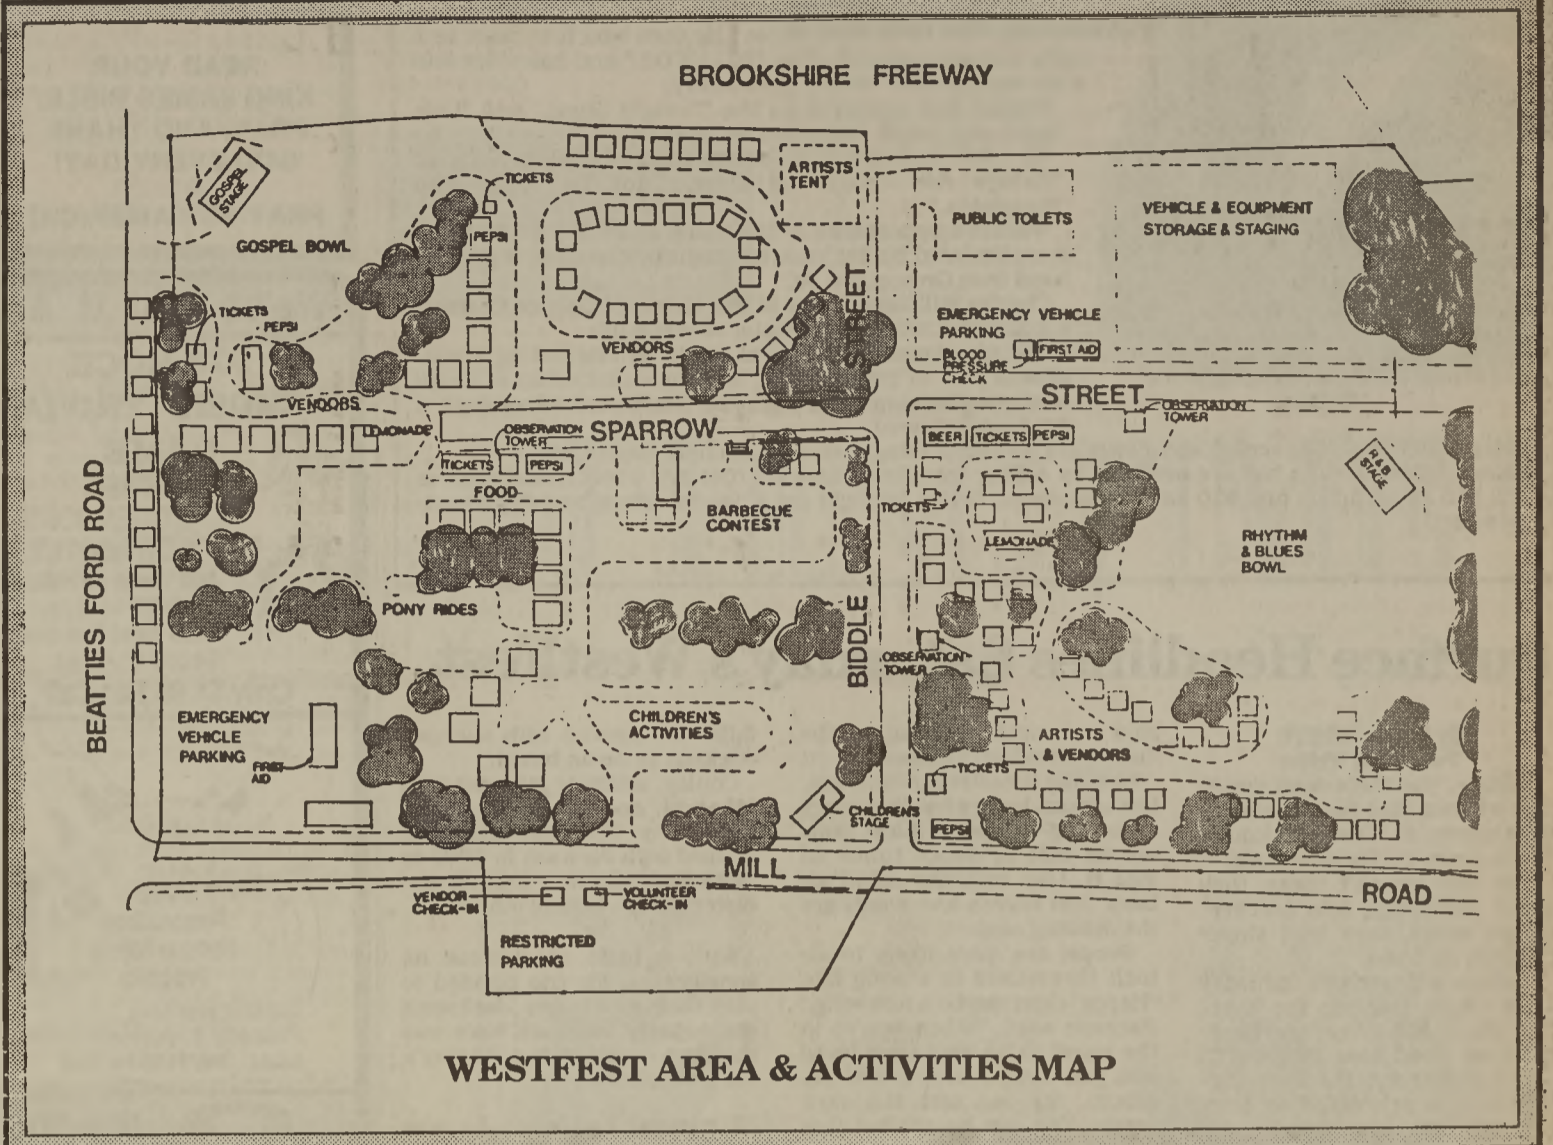 BROOKSHIRE FREEWAY
GOSPEL
STAGE
GOSPEL BOWL
TICKETS
PEPSI
ARTISTS
TENT
PUBLIC TOILETS
VEHICLE & EQUIPMENT
STORAGE & STAGING
TICKETS
PEPSI
VENDORS
STREET
EMERGENCY VEHICLE
PARKING
BLOOD
PRESSURE
CHECK
FIRST AID
VENDORS
LEMONADE
OBSERVATION
TOWER
SPARROW
STREET
OBSERVATION
TOWER
TICKETS
PEPSI
FOOD
BEER
TICKETS
PEPSI
R & B
STAGE
BEATTIES FORD ROAD
BARBECUE
CONTEST
TICKETS
LEMONADE
RHYTHM
& BLUES
BOWL
PONY RIDES
BIDDLE
OBSERVATION
TOWER
EMERGENCY
VEHICLE
PARKING
FIRST
AID
CHILDREN'S
ACTIVITIES
ARTISTS
& VENDORS
TICKETS
CHILDREN'S
STAGE
PEPSI
MILL
ROAD
VENDOR
CHECK-IN
VOLUNTEER
CHECK-IN
RESTRICTED
PARKING
WESTFEST AREA & ACTIVITIES MAP